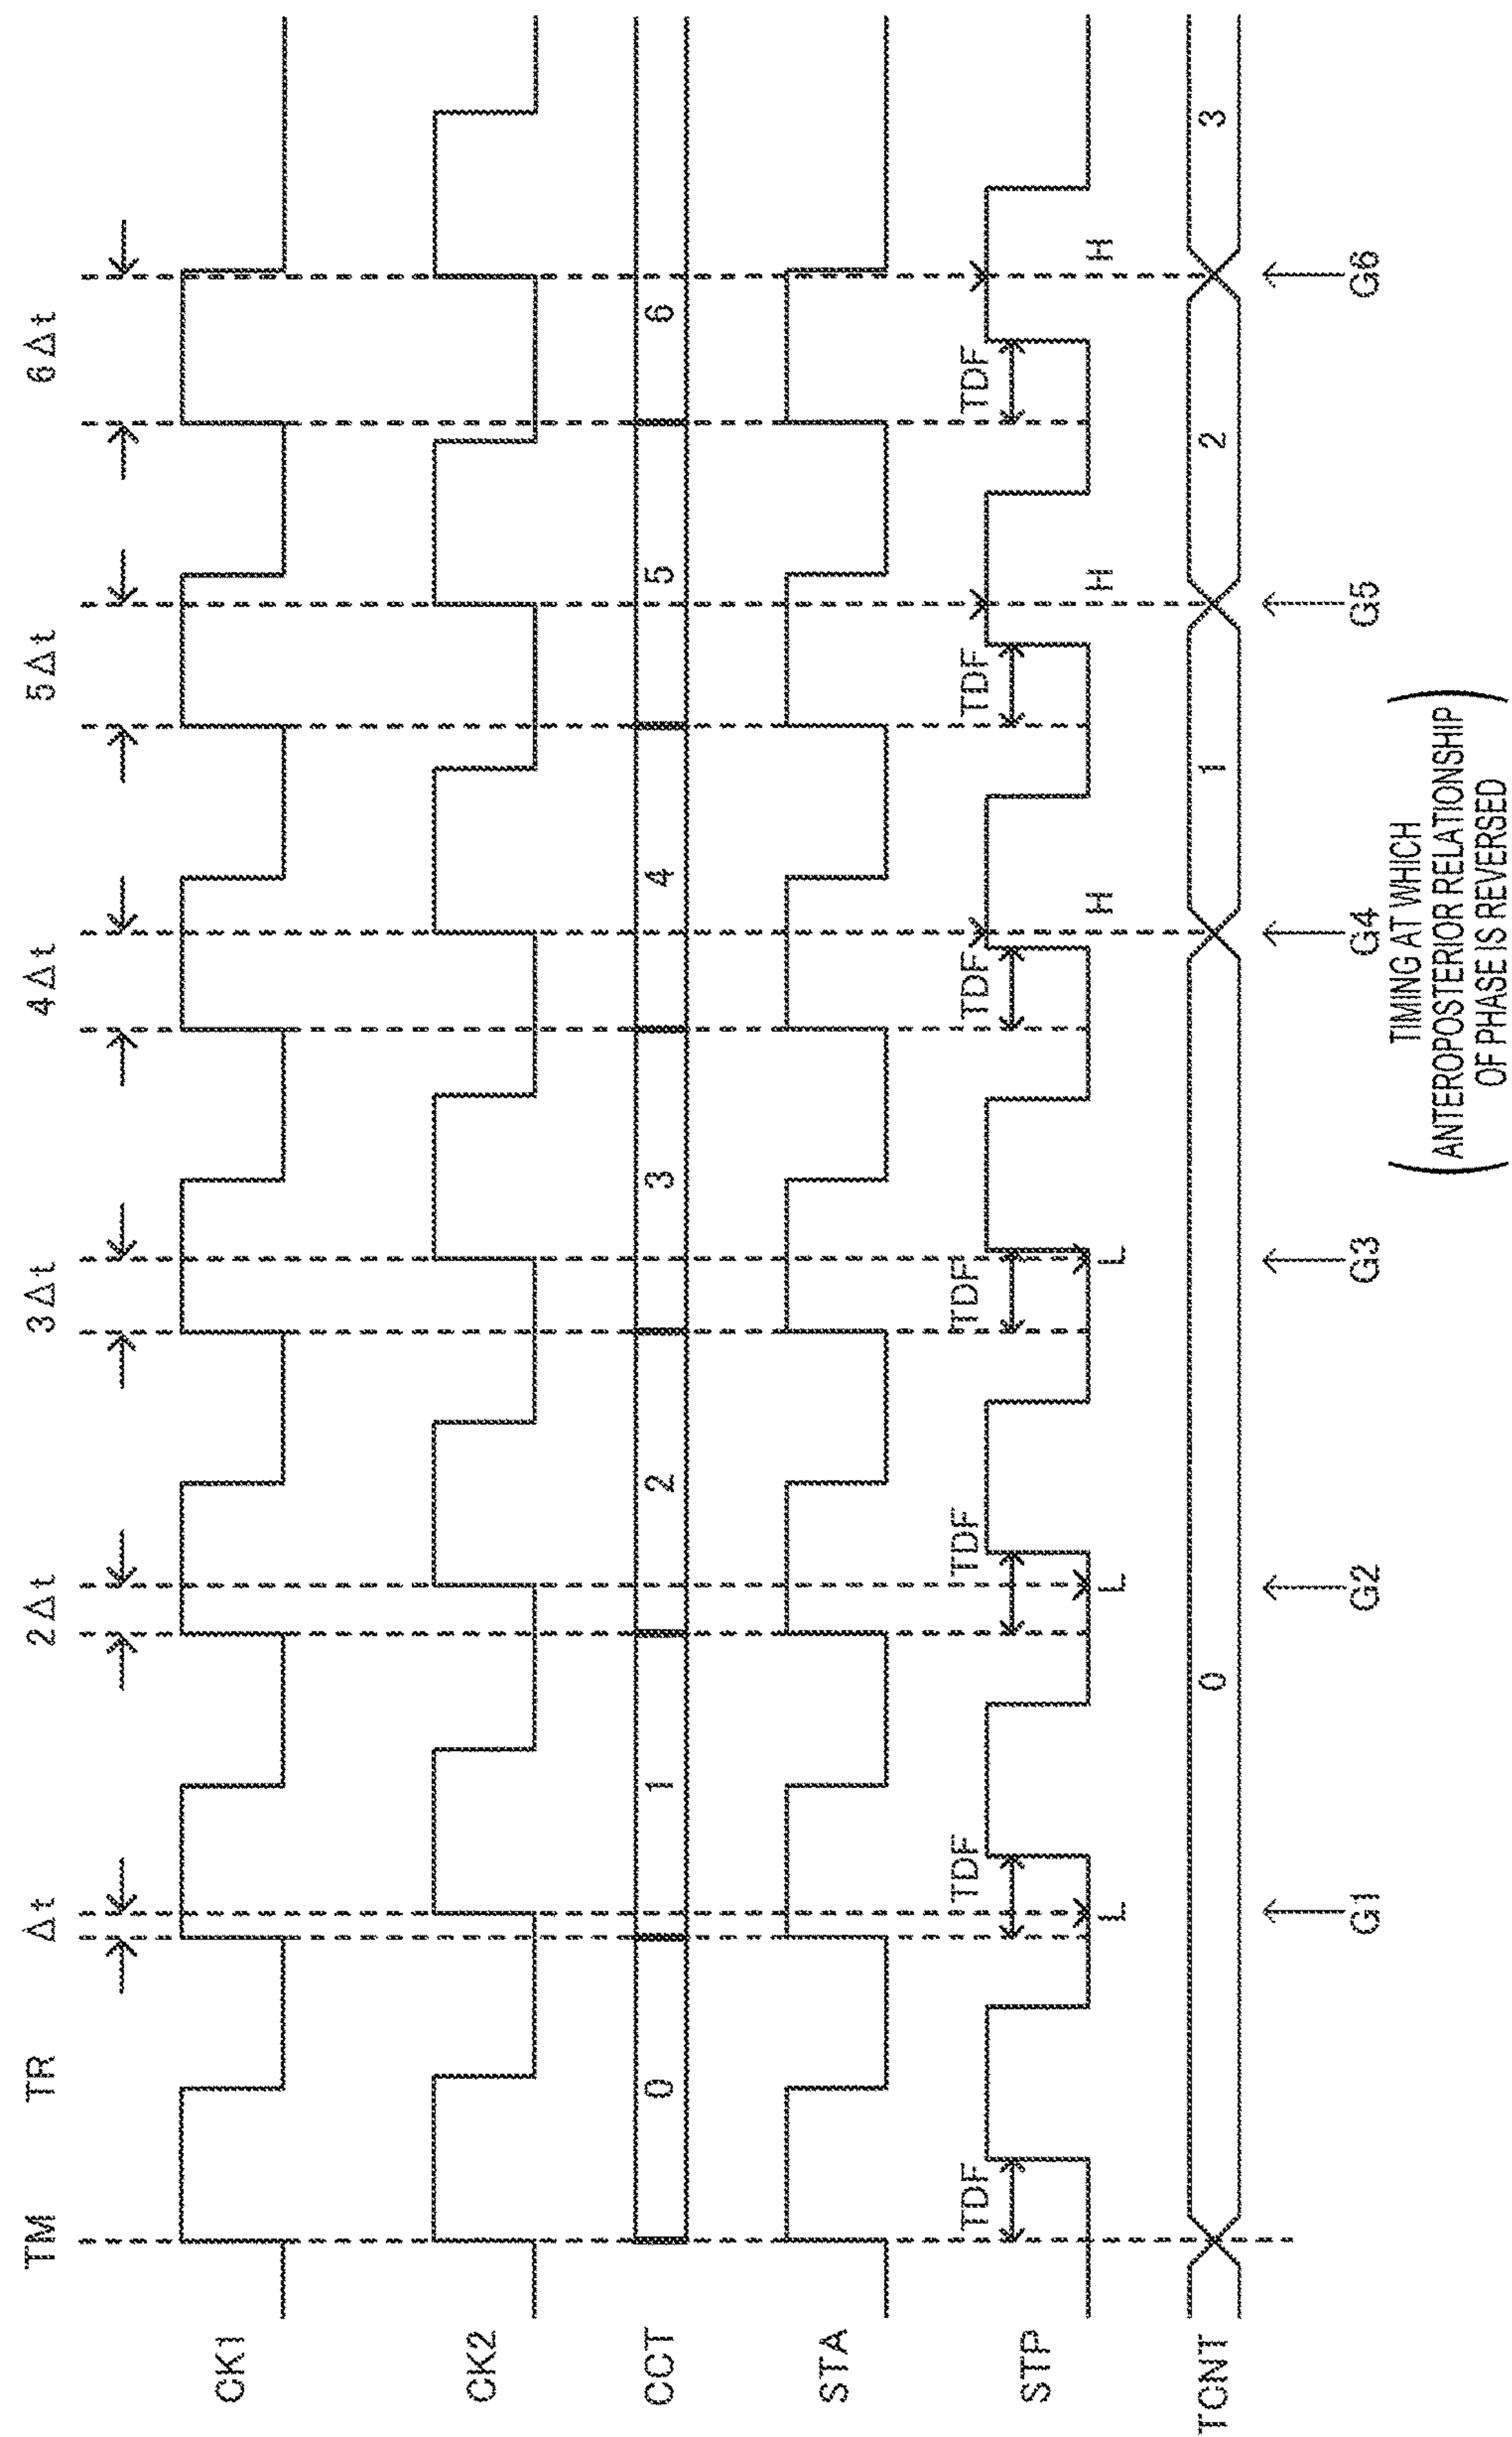 TM TR Δt 2Δt 3Δt 4Δt 5Δt 6Δt
CK1
CK2
CCT 0 1 2 3 4 5 6
STA
STP TDF TDF TDF TDF TDF TDF TDF
L L L H H H
TCNT 0 1 2 3
G1 G2 G3 G4 G5 G6
(TIMING AT WHICH
ANTEROPOSTERIOR RELATIONSHIP
OF PHASE IS REVERSED)